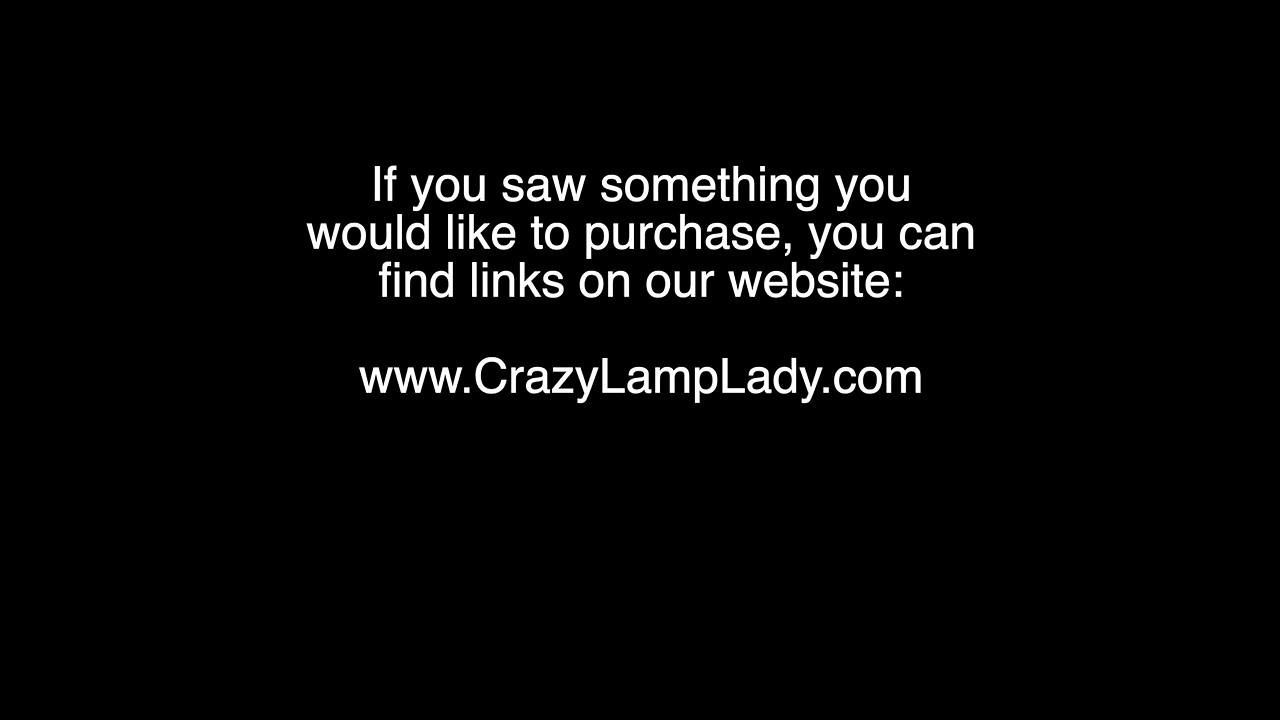 If you saw something you
would like to purchase, you can
find links on our website:
www.CrazyLampLady.com